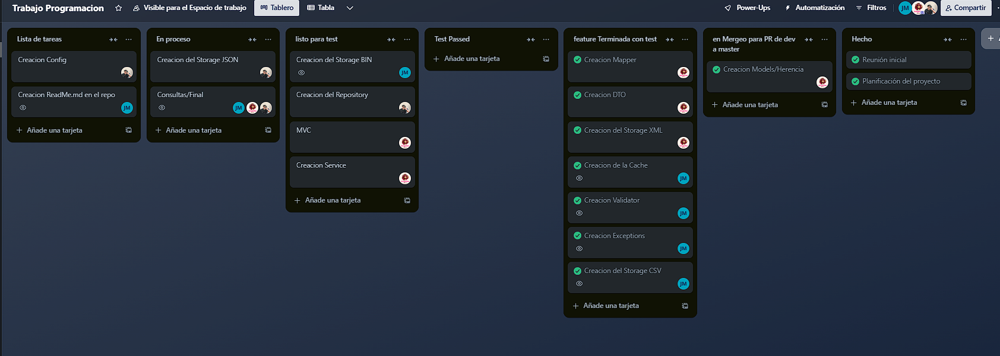 Trabajo Programacion
Visible para el Espacio de trabajo
Tablero
Tabla
Power-Ups
Automatización
Filtros
JM
Compartir
Lista de tareas
Creacion Config
Creacion ReadMe.md en el repo
JM
Añade una tarjeta
En proceso
Creacion del Storage JSON
Consultas/Final
JM
Añade una tarjeta
listo para test
Creacion del Storage BIN
JM
Creacion del Repository
MVC
Creacion Service
Añade una tarjeta
Test Passed
Añade una tarjeta
feature Terminada con test
Creacion Mapper
Creacion DTO
Creacion del Storage XML
Creacion de la Cache
JM
Creacion Validator
JM
Creacion Exceptions
JM
Creacion del Storage CSV
JM
Añade una tarjeta
en Mergeo para PR de dev
a master
Creacion Models/Herencia
Añade una tarjeta
Hecho
Reunión inicial
Planificación del proyecto
Añade una tarjeta